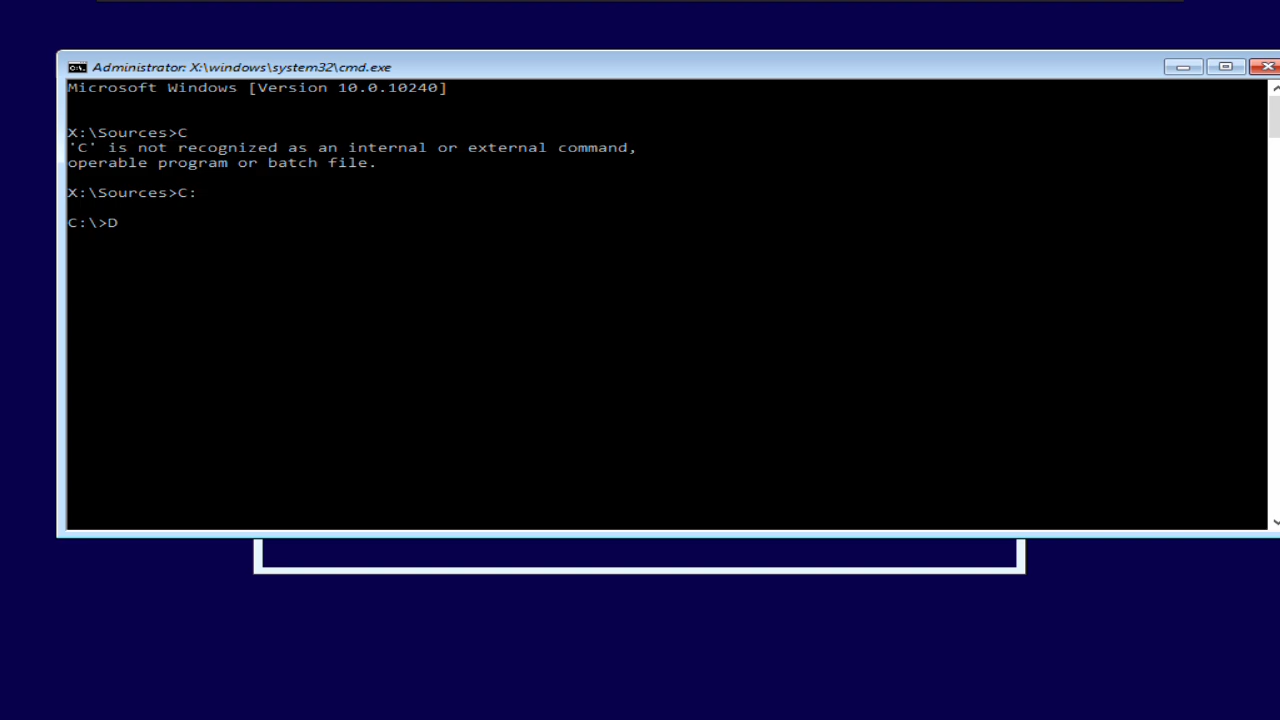 Administrator: X:\windows\system32\cmd.exe
Microsoft Windows [Version 10.0.10240]
X:\Sources>C
'C' is not recognized as an internal or external command,
operable program or batch file.
X:\Sources>C:
C:\>D